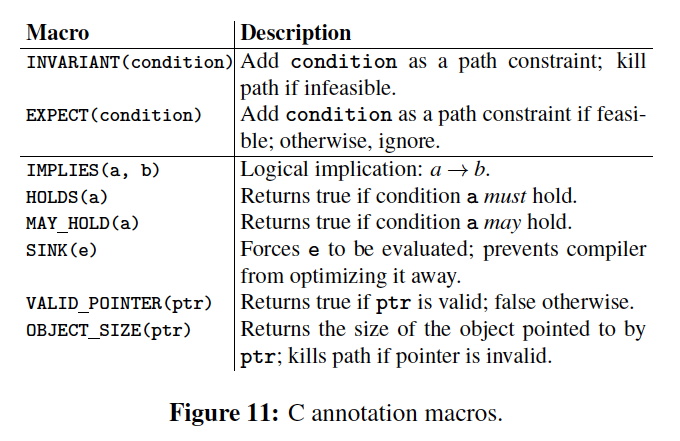 Macro Description
INVARIANT(condition) Add condition as a path constraint; kill
path if infeasible.
EXPECT(condition) Add condition as a path constraint if feasi-
ble; otherwise, ignore.
IMPLIES(a, b) Logical implication: a → b.
HOLDS(a) Returns true if condition a must hold.
MAY_HOLD(a) Returns true if condition a may hold.
SINK(e) Forces e to be evaluated; prevents compiler
from optimizing it away.
VALID_POINTER(ptr) Returns true if ptr is valid; false otherwise.
OBJECT_SIZE(ptr) Returns the size of the object pointed to by
ptr; kills path if pointer is invalid.
Figure 11: C annotation macros.